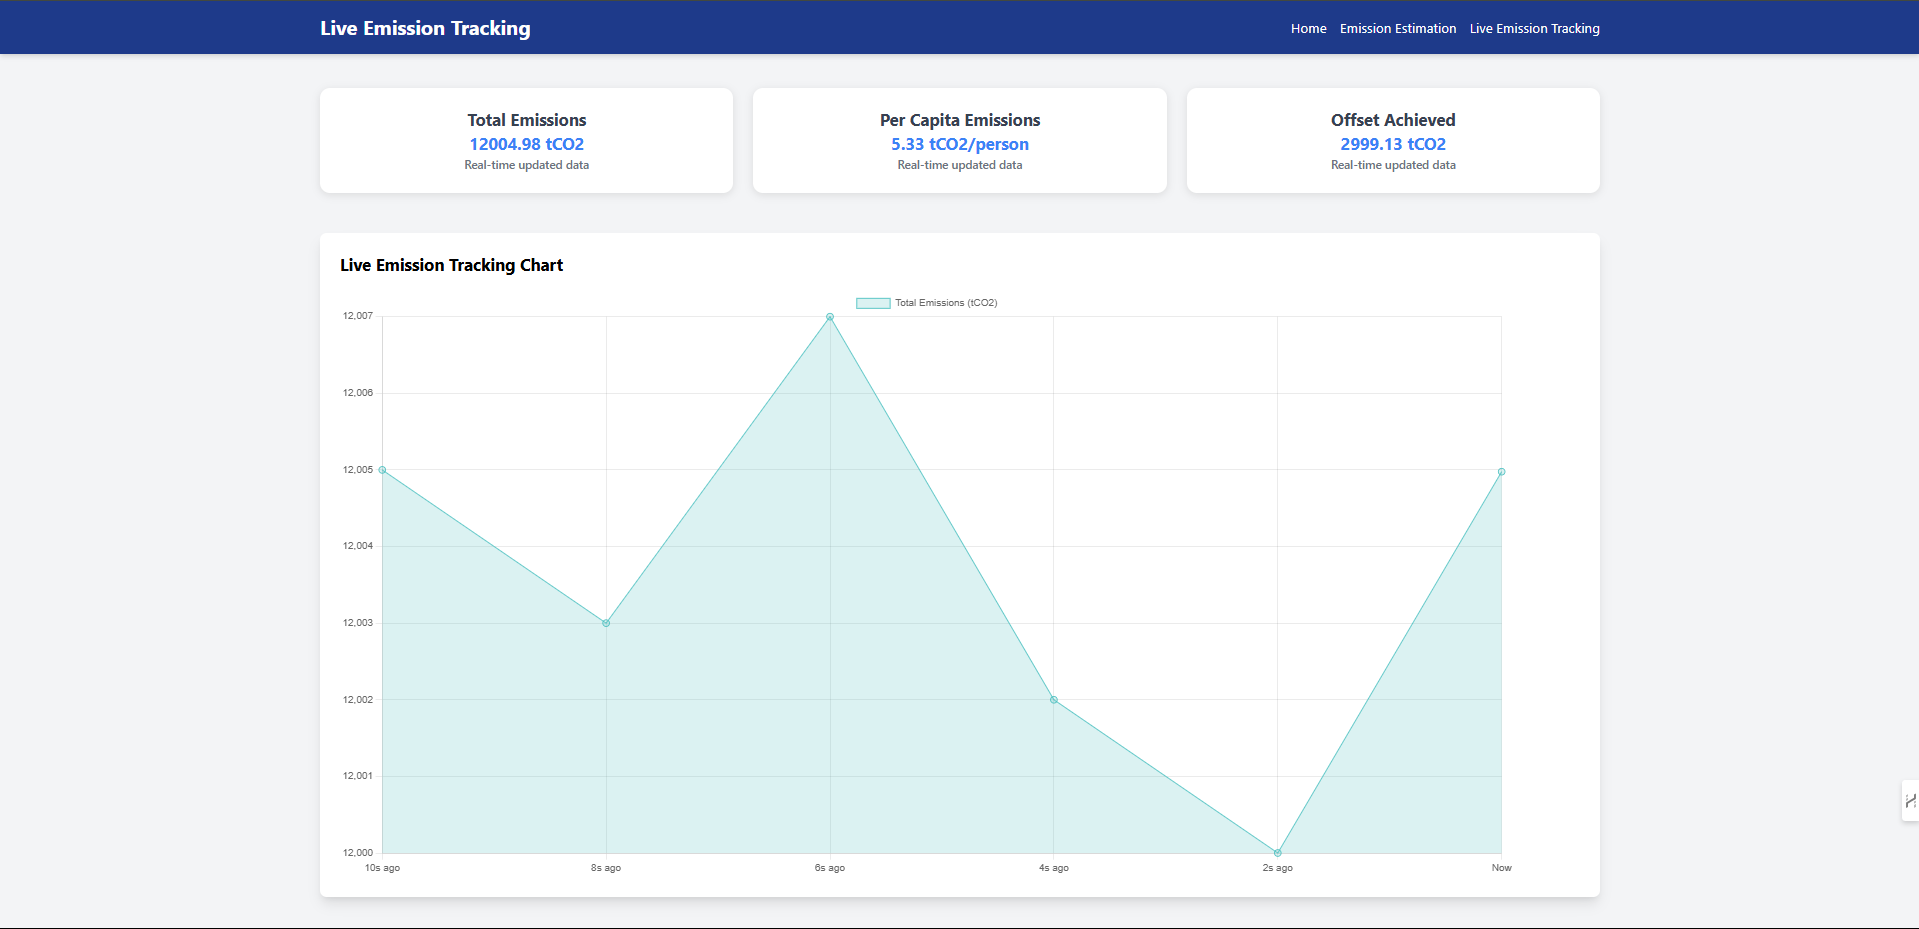 Live Emission Tracking
Home Emission Estimation Live Emission Tracking
Total Emissions
12004.98 tCO2
Real-time updated data
Per Capita Emissions
5.33 tCO2/person
Real-time updated data
Offset Achieved
2999.13 tCO2
Real-time updated data
Live Emission Tracking Chart
Total Emissions (tCO2)
12,007
12,006
12,005
12,004
12,003
12,002
12,001
12,000
10s ago 8s ago 6s ago 4s ago 2s ago Now